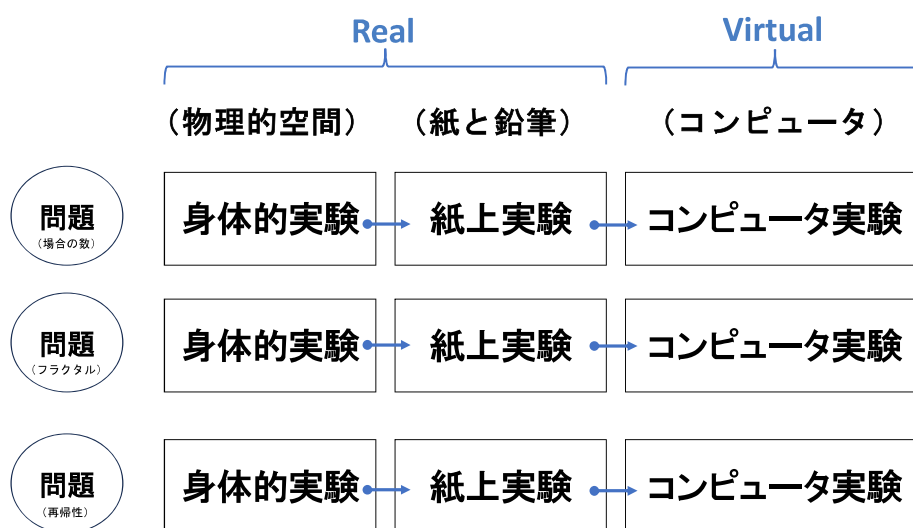 Real
Virtual
（物理的空間）
（紙と鉛筆）
（コンピュータ）
問題
（場合の数）
身体的実験
紙上実験
コンピュータ実験
問題
（フラクタル）
身体的実験
紙上実験
コンピュータ実験
問題
（再帰性）
身体的実験
紙上実験
コンピュータ実験